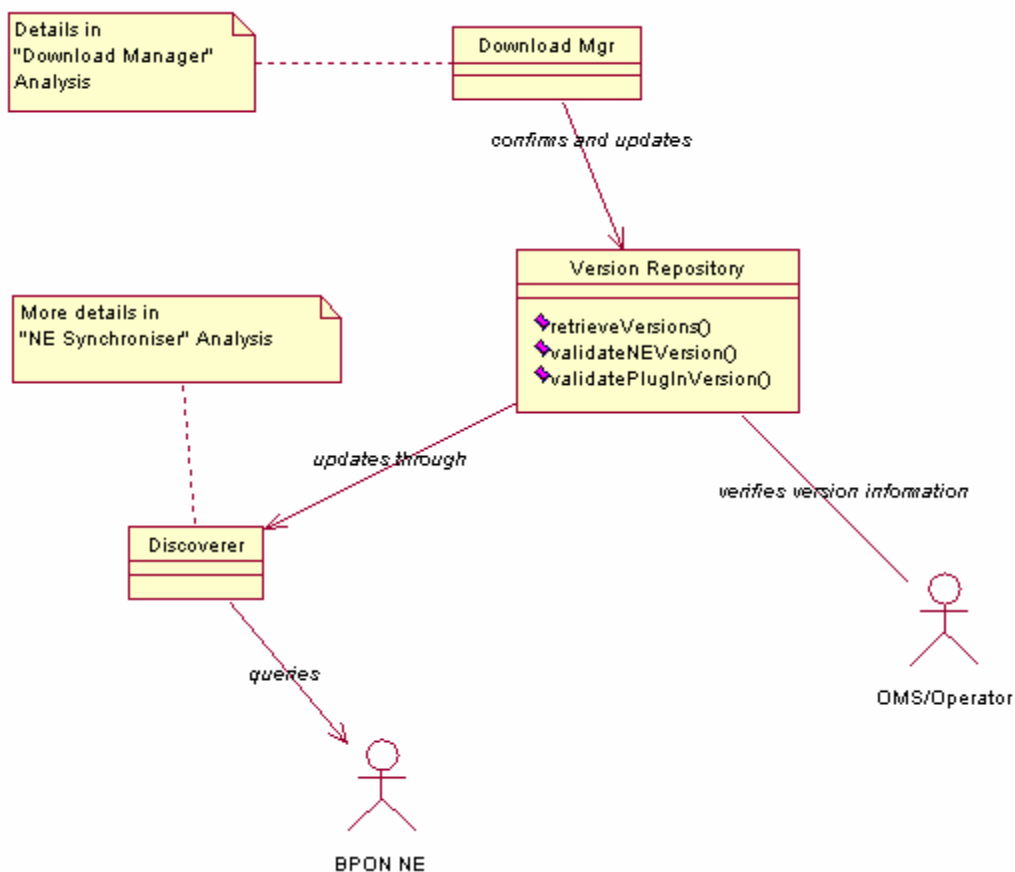 Details in
"Download Manager"
Analysis
Download Mgr
confirms and updates
Version Repository
retrieveVersions()
validateNEVersion()
validatePlugInVersion()
More details in
"NE Synchroniser" Analysis
updates through
verifies version information
Discoverer
queries
OMS/Operator
BPON NE